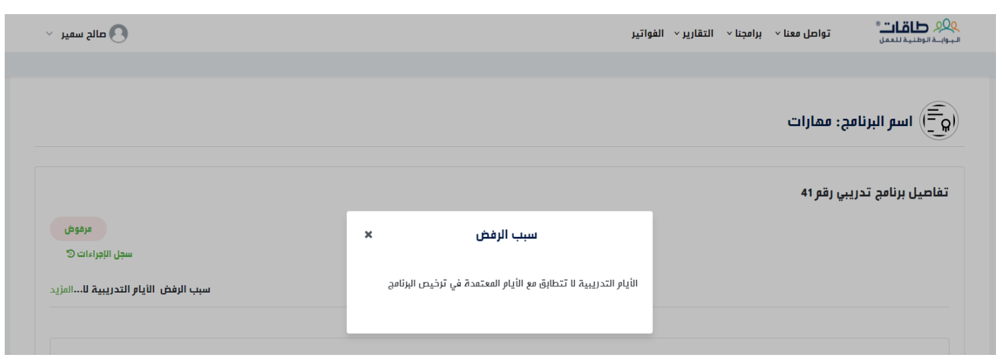 طاقات®
البوابة الوطنية للعمل
تواصل معنا
برامجنا
التقارير
الفواتير
صالح سمير
اسم البرنامج: مهارات
تفاصيل برنامج تدريبي رقم 41
مرفوض
سجل الإجراءات
سبب الرفض الأيام التدريبية لا...المزيد
سبب الرفض
الأيام التدريبية لا تتطابق مع الأيام المعتمدة في ترخيص البرنامج